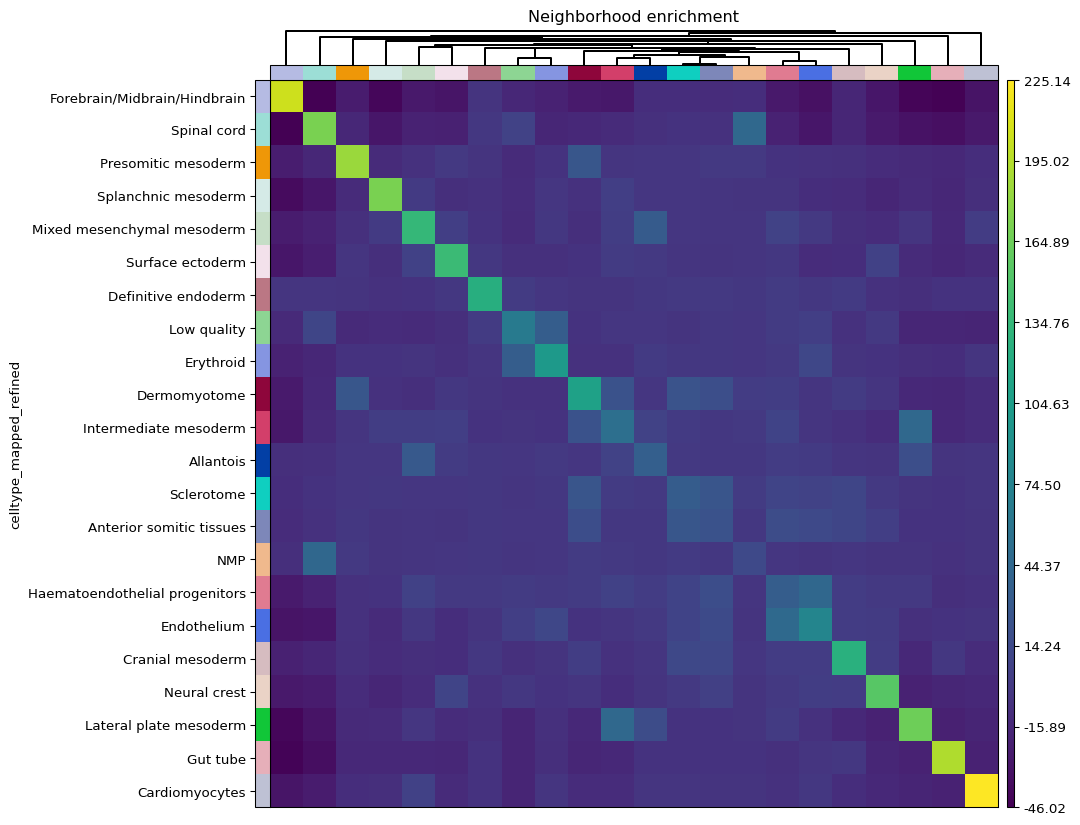 Neighborhood enrichment
celltype_mapped_refined
Forebrain/Midbrain/Hindbrain
Spinal cord
Presomitic mesoderm
Splanchnic mesoderm
Mixed mesenchymal mesoderm
Surface ectoderm
Definitive endoderm
Low quality
Erythroid
Dermomyotome
Intermediate mesoderm
Allantois
Sclerotome
Anterior somitic tissues
NMP
Haematoendothelial progenitors
Endothelium
Cranial mesoderm
Neural crest
Lateral plate mesoderm
Gut tube
Cardiomyocytes
225.14
195.02
164.89
134.76
104.63
74.50
44.37
14.24
-15.89
-46.02